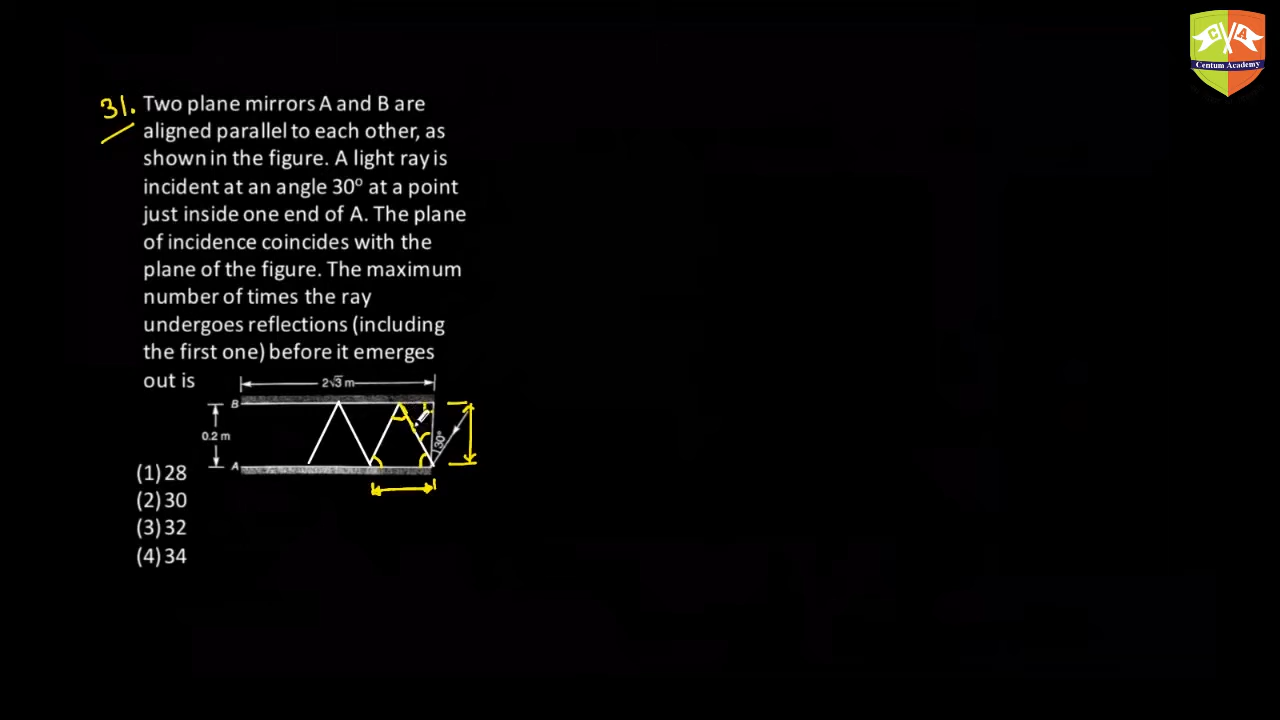 31. Two plane mirrors A and B are
aligned parallel to each other, as
shown in the figure. A light ray is
incident at an angle 30° at a point
just inside one end of A. The plane
of incidence coincides with the
plane of the figure. The maximum
number of times the ray
undergoes reflections (including
the first one) before it emerges
out is
2√3 m
B
0.2 m
30°
A
(1) 28
(2) 30
(3) 32
(4) 34
C A
Centum Academy